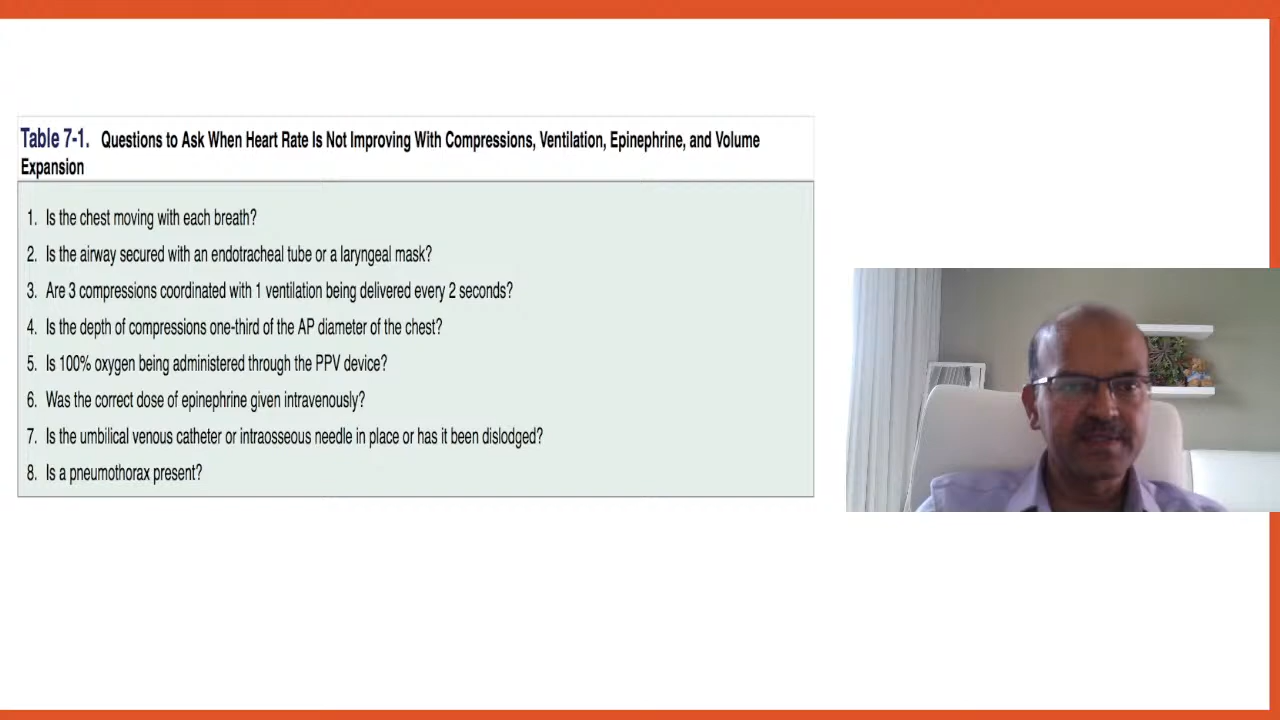 Table 7-1. Questions to Ask When Heart Rate Is Not Improving With Compressions, Ventilation, Epinephrine, and Volume
Expansion
1. Is the chest moving with each breath?
2. Is the airway secured with an endotracheal tube or a laryngeal mask?
3. Are 3 compressions coordinated with 1 ventilation being delivered every 2 seconds?
4. Is the depth of compressions one-third of the AP diameter of the chest?
5. Is 100% oxygen being administered through the PPV device?
6. Was the correct dose of epinephrine given intravenously?
7. Is the umbilical venous catheter or intraosseous needle in place or has it been dislodged?
8. Is a pneumothorax present?